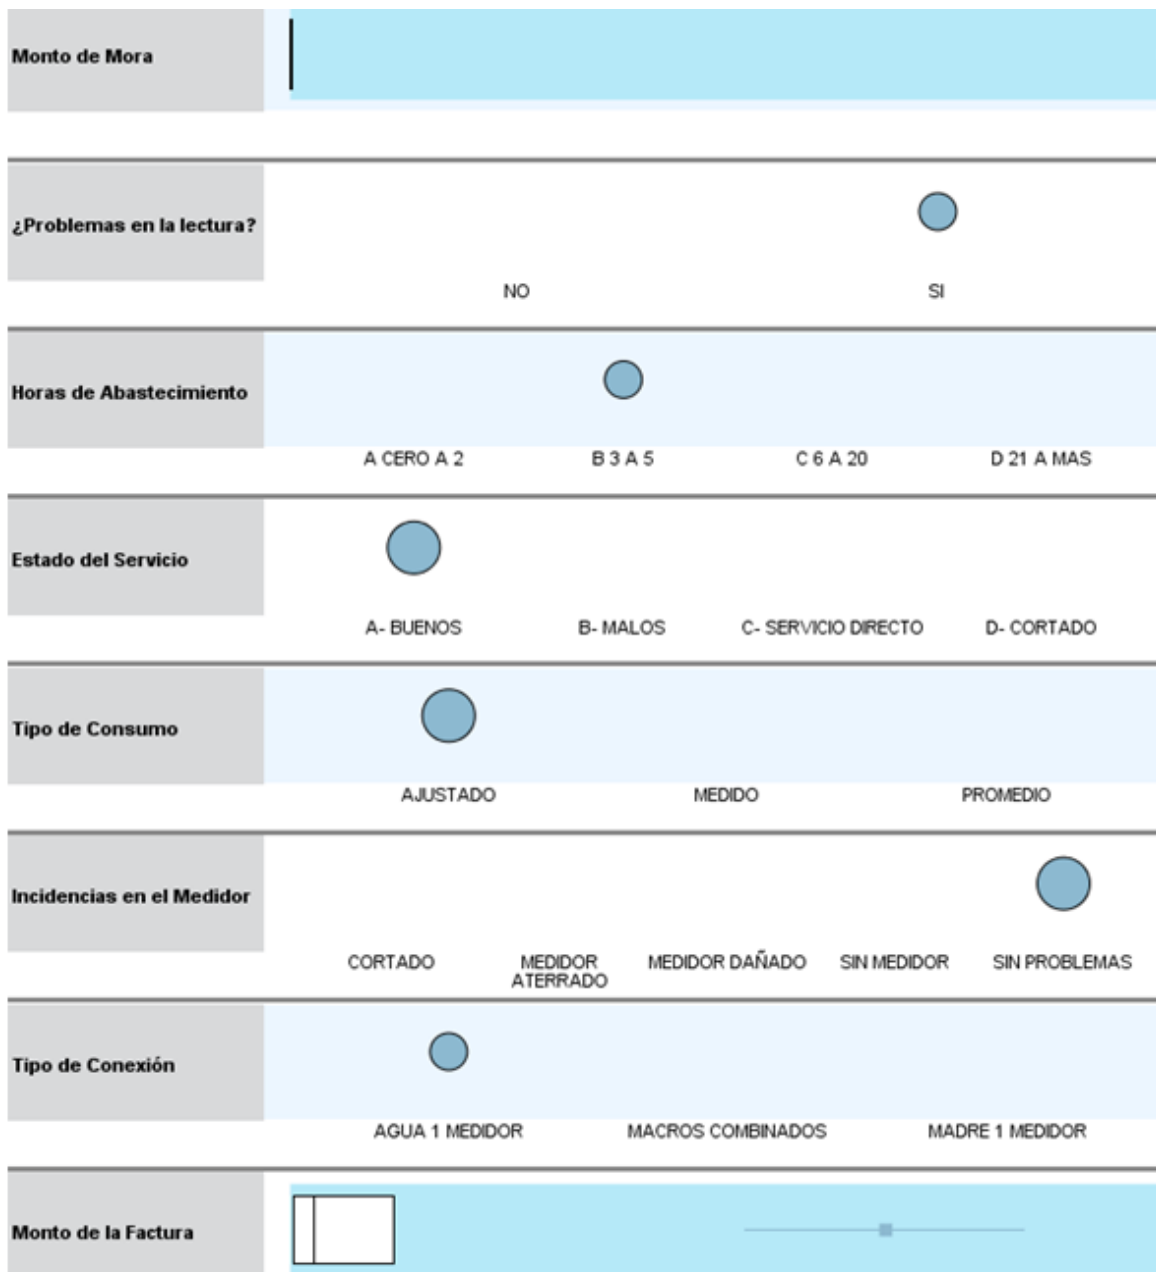 Monto de Mora
¿Problemas en la lectura?
NO SI
Horas de Abastecimiento
A CERO A 2 B 3 A 5 C 6 A 20 D 21 A MAS
Estado del Servicio
A- BUENOS B- MALOS C- SERVICIO DIRECTO D- CORTADO
Tipo de Consumo
AJUSTADO MEDIDO PROMEDIO
Incidencias en el Medidor
CORTADO MEDIDOR MEDIDOR DAÑADO SIN MEDIDOR SIN PROBLEMAS
ATERRADO
Tipo de Conexión
AGUA 1 MEDIDOR MACROS COMBINADOS MADRE 1 MEDIDOR
Monto de la Factura